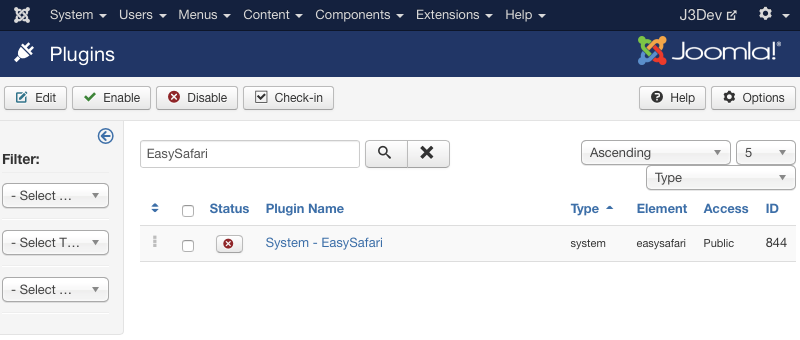 System Users Menus Content Components Extensions Help J3Dev
Plugins Joomla!®
Edit Enable Disable Check-in Help Options
Filter:
- Select ...
- Select T...
- Select ...
EasySafari Ascending 5
Type
Status Plugin Name Type Element Access ID
System - EasySafari system easysafari Public 844